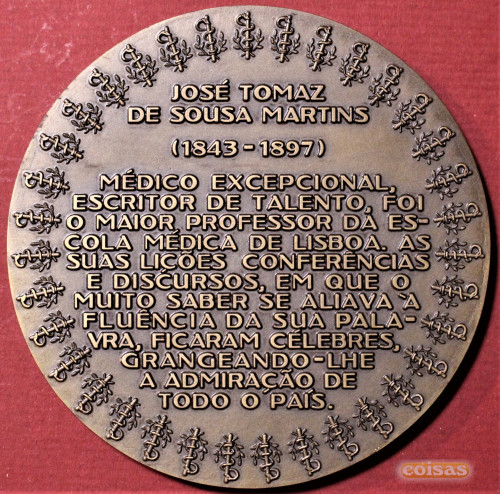 JOSÉ TOMAZ
DE SOUSA MARTINS
(1843-1897)
MÉDICO EXCEPCIONAL,
ESCRITOR DE TALENTO, FOI
O MAIOR PROFESSOR DA ES-
COLA MÉDICA DE LISBOA. AS
SUAS LIÇÕES CONFERÊNCIAS
E DISCURSOS, EM QUE O
MUITO SABER SE ALIAVA À
FLUÊNCIA DA SUA PALA-
VRA, FICARAM CÉLEBRES,
GRANGEANDO-LHE
A ADMIRAÇÃO DE
TODO O PAÍS.
coisas